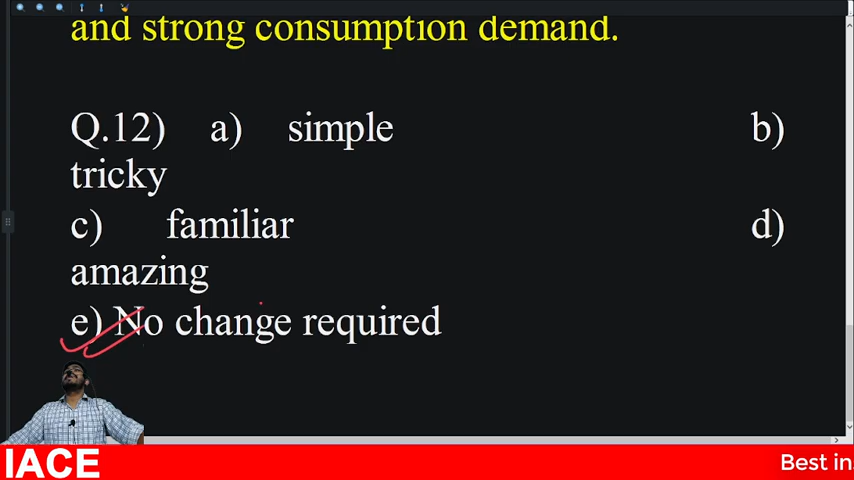 and strong consumption demand.
Q.12) a) simple b)
tricky
c) familiar d)
amazing
e) No change required
IACE Best in